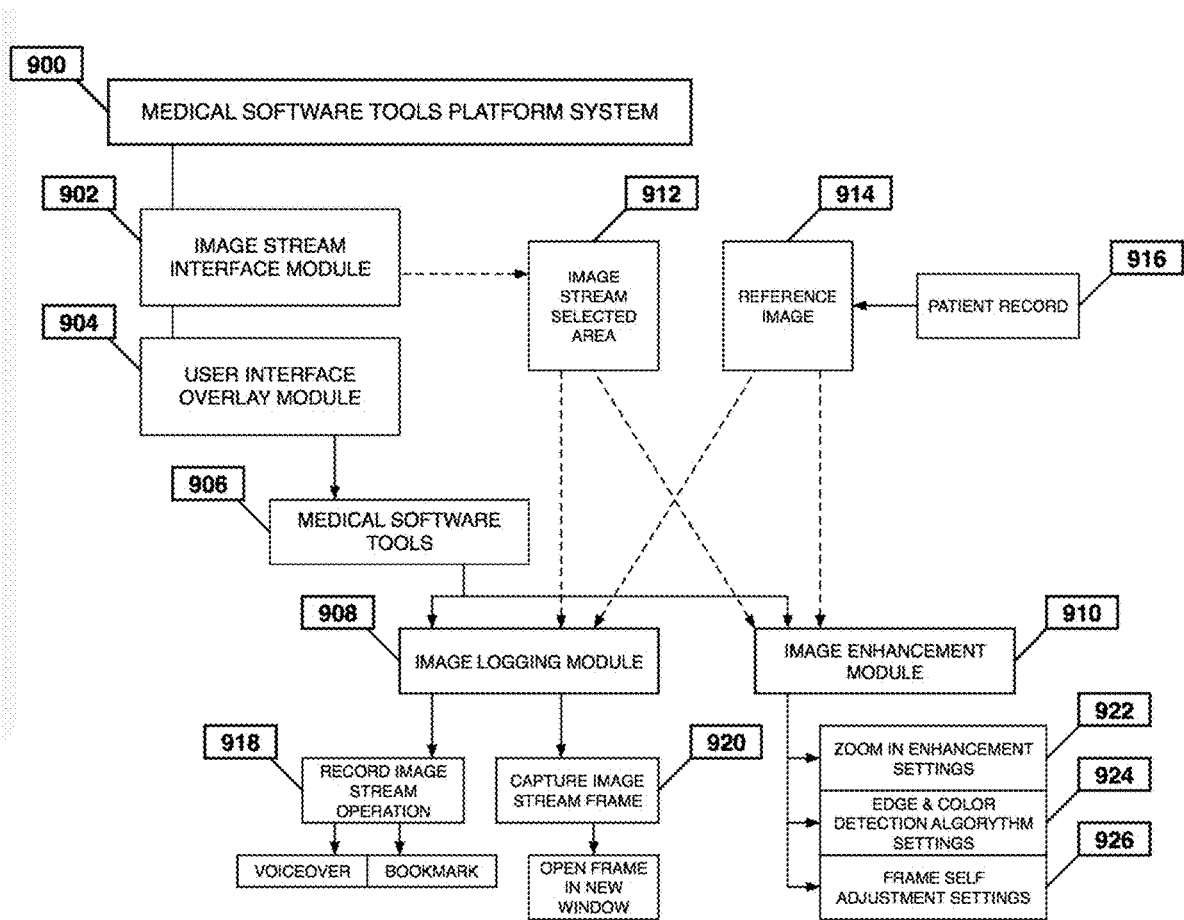 900
MEDICAL SOFTWARE TOOLS PLATFORM SYSTEM
902
IMAGE STREAM
INTERFACE MODULE
912
IMAGE
STREAM
SELECTED
AREA
914
REFERENCE
IMAGE
916
PATIENT RECORD
904
USER INTERFACE
OVERLAY MODULE
906
MEDICAL SOFTWARE
TOOLS
908
IMAGE LOGGING MODULE
910
IMAGE ENHANCEMENT
MODULE
918
RECORD IMAGE
STREAM
OPERATION
VOICEOVER
BOOKMARK
920
CAPTURE IMAGE
STREAM FRAME
OPEN FRAME
IN NEW
WINDOW
922
ZOOM IN ENHANCEMENT
SETTINGS
924
EDGE & COLOR
DETECTION ALGORYTHM
SETTINGS
926
FRAME SELF
ADJUSTMENT SETTINGS